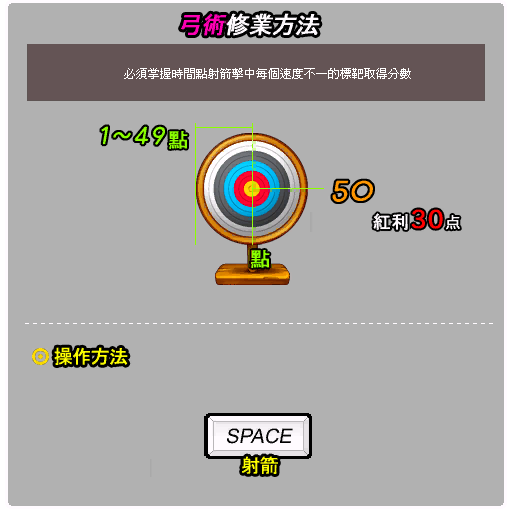 弓術修業方法
必須掌握時間點射箭擊中每個速度不一的標靶取得分數
1～49點
50
紅利30点
點
操作方法
SPACE
射箭